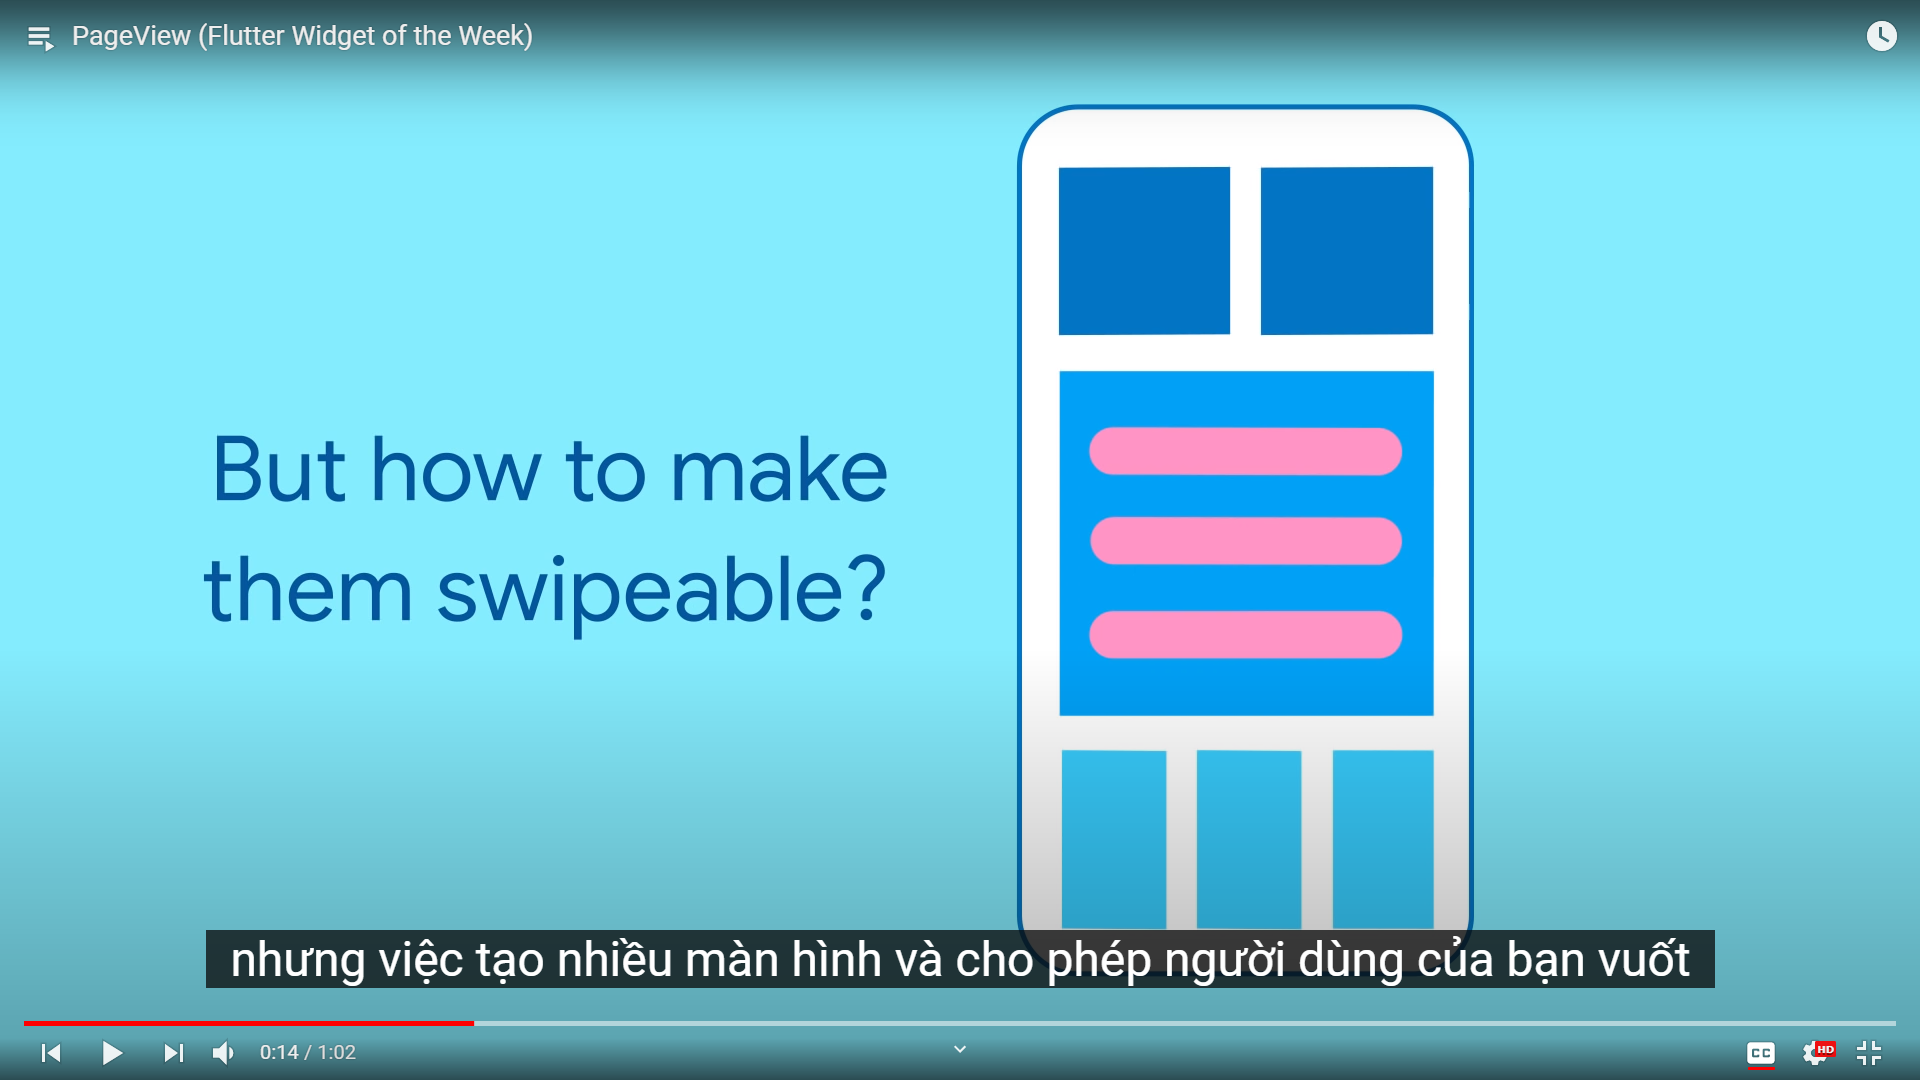 PageView (Flutter Widget of the Week)
But how to make
them swipeable?
nhưng việc tạo nhiều màn hình và cho phép người dùng của bạn vuốt
0:14 / 1:02
CC
HD